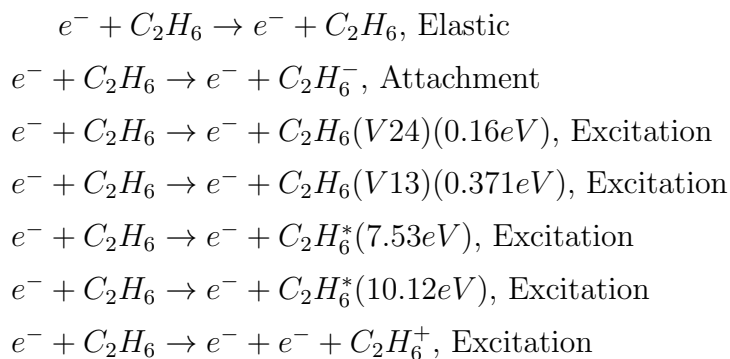 e⁻ + C₂H₆ → e⁻ + C₂H₆, Elastic
e⁻ + C₂H₆ → e⁻ + C₂H₆⁻, Attachment
e⁻ + C₂H₆ → e⁻ + C₂H₆(V24)(0.16eV), Excitation
e⁻ + C₂H₆ → e⁻ + C₂H₆(V13)(0.371eV), Excitation
e⁻ + C₂H₆ → e⁻ + C₂H₆*(7.53eV), Excitation
e⁻ + C₂H₆ → e⁻ + C₂H₆*(10.12eV), Excitation
e⁻ + C₂H₆ → e⁻ + e⁻ + C₂H₆⁺, Excitation